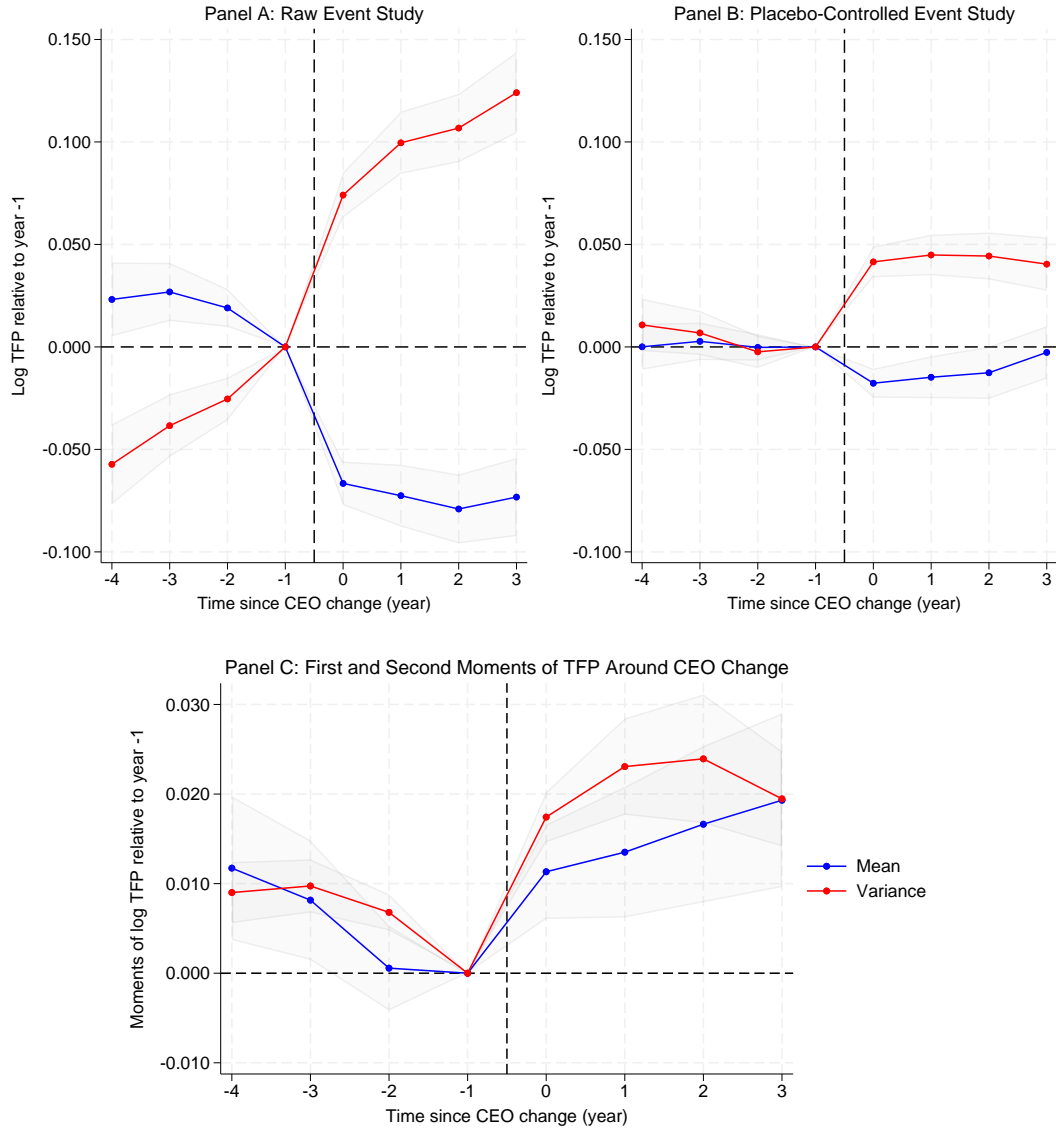 Panel A: Raw Event Study
Log TFP relative to year -1
0.150
0.100
0.050
0.000
-0.050
-0.100
-4 -3 -2 -1 0 1 2 3
Time since CEO change (year)
Panel B: Placebo-Controlled Event Study
Log TFP relative to year -1
0.150
0.100
0.050
0.000
-0.050
-0.100
-4 -3 -2 -1 0 1 2 3
Time since CEO change (year)
Panel C: First and Second Moments of TFP Around CEO Change
Moments of log TFP relative to year -1
0.030
0.020
0.010
0.000
-0.010
-4 -3 -2 -1 0 1 2 3
Time since CEO change (year)
Mean
Variance